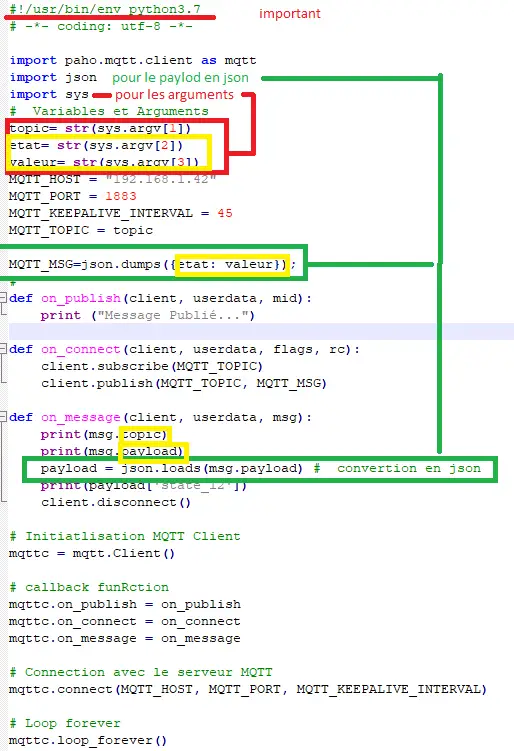 #!/usr/bin/env python3.7 important
# -*- coding: utf-8 -*-
import paho.mqtt.client as mqtt
import json pour le paylod en json
import sys pour les arguments
# Variables et Arguments
topic= str(sys.argv[1])
etat= str(sys.argv[2])
valeur= str(sys.argv[3])
MQTT_HOST = "192.168.1.42"
MQTT_PORT = 1883
MQTT_KEEPALIVE_INTERVAL = 45
MQTT_TOPIC = topic
MQTT_MSG=json.dumps({etat: valeur});
#
def on_publish(client, userdata, mid):
print ("Message Publié...")
def on_connect(client, userdata, flags, rc):
client.subscribe(MQTT_TOPIC)
client.publish(MQTT_TOPIC, MQTT_MSG)
def on_message(client, userdata, msg):
print(msg.topic)
print(msg.payload)
payload = json.loads(msg.payload) # convertion en json
print(payload['state_12'])
client.disconnect()
# Initiatlisation MQTT Client
mqttc = mqtt.Client()
# callback funRction
mqttc.on_publish = on_publish
mqttc.on_connect = on_connect
mqttc.on_message = on_message
# Connection avec le serveur MQTT
mqttc.connect(MQTT_HOST, MQTT_PORT, MQTT_KEEPALIVE_INTERVAL)
# Loop forever
mqttc.loop_forever()